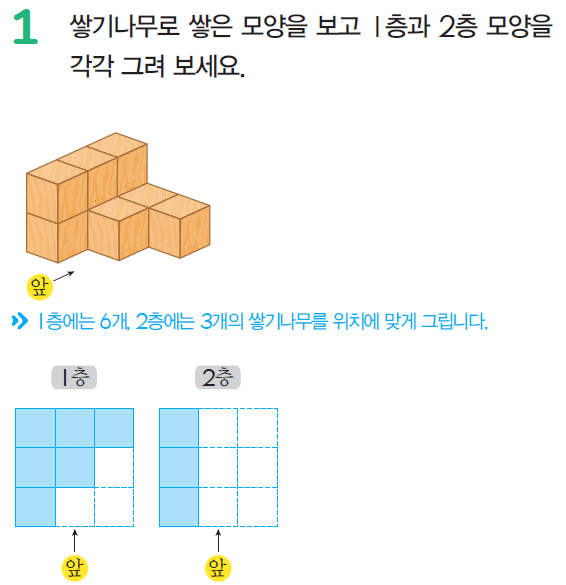 1 쌓기나무로 쌓은 모양을 보고 1층과 2층 모양을
각각 그려 보세요.
앞
≫ 1층에는 6개, 2층에는 3개의 쌓기나무를 위치에 맞게 그립니다.
1층 2층
앞 앞